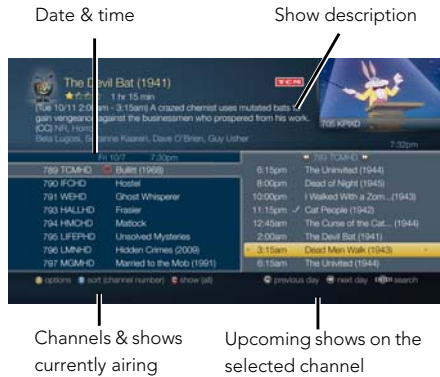 Date & time
Show description
The Devil Bat (1941)
TCM
1 hr 15 min
(Tue 10/11 2:00am - 3:15am) A crazed chemist uses mutated bats to
gain vengeance against the businessmen who prospered from his work.
(CC) NR, Horror
Bela Lugosi, Suzanne Kaaren, Dave O'Brien, Guy Usher
705 KPIXD
7:32pm
Fri 10/7 7:30pm
789 TCMHD
789 TCMHD Bullitt (1968)
790 IFCHD Hostel
791 WEHD Ghost Whisperer
793 HALLHD Frasier
794 HMCHD Matlock
795 LIFEPHD Unsolved Mysteries
796 LMNHD Hidden Crimes (2009)
797 MGMHD Married to the Mob (1991)
6:15pm The Uninvited (1944)
8:00pm Dead of Night (1945)
10:00pm I Walked With a Zom...(1943)
11:15pm Cat People (1942)
12:45am The Curse of the Cat... (1944)
2:00am The Devil Bat (1941)
3:15am Dead Men Walk (1943)
6:15am The Univited (1944)
A options B sort (channel number) C show (all)
previous day next day ENTER search
Channels & shows
currently airing
Upcoming shows on the
selected channel